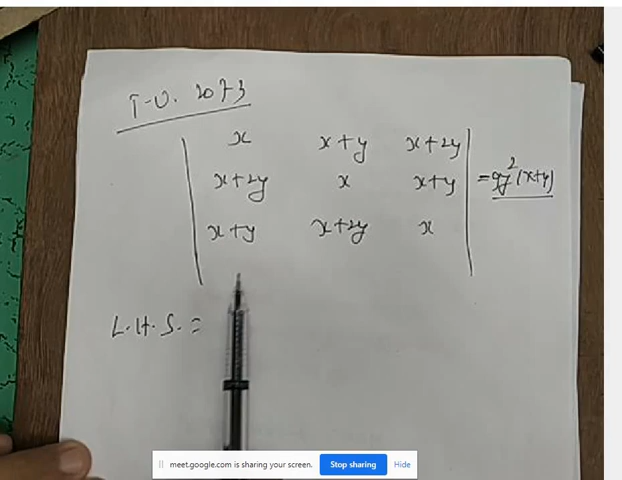 T.U. 2073
x x+y x+2y
x+2y x x+y = 9y²(x+y)
x+y x+2y x
L.H.S. =
meet.google.com is sharing your screen. Stop sharing Hide